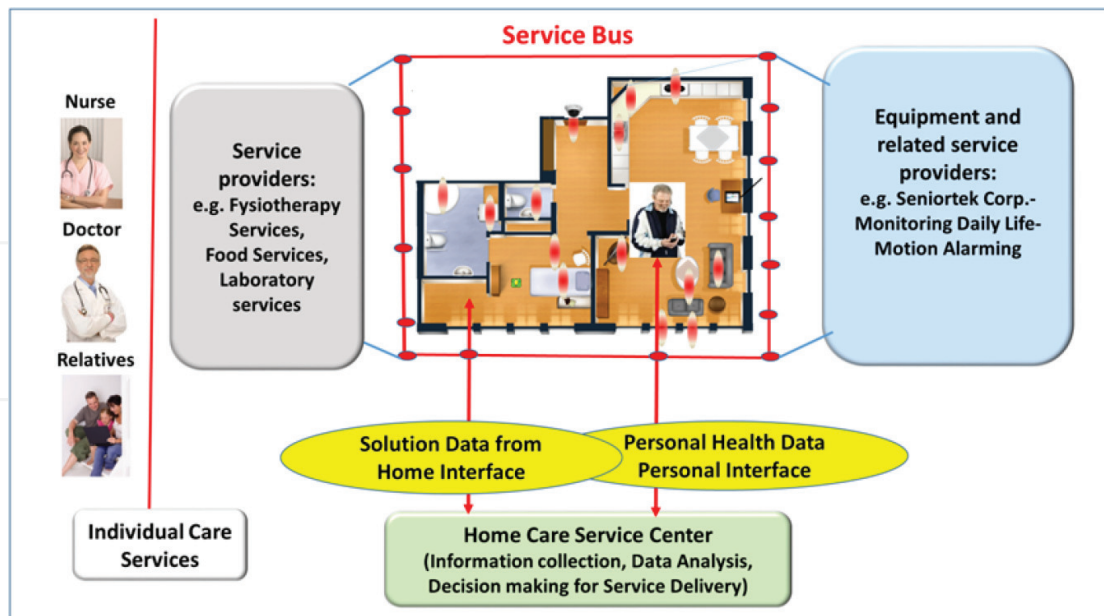 Service Bus
Nurse
Doctor
Relatives
Individual Care
Services
Service
providers:
e.g. Fysiotherapy
Services,
Food Services,
Laboratory
services
Equipment and
related service
providers:
e.g. Seniortek Corp.-
Monitoring Daily Life-
Motion Alarming
Solution Data from
Home Interface
Personal Health Data
Personal Interface
Home Care Service Center
(Information collection, Data Analysis,
Decision making for Service Delivery)